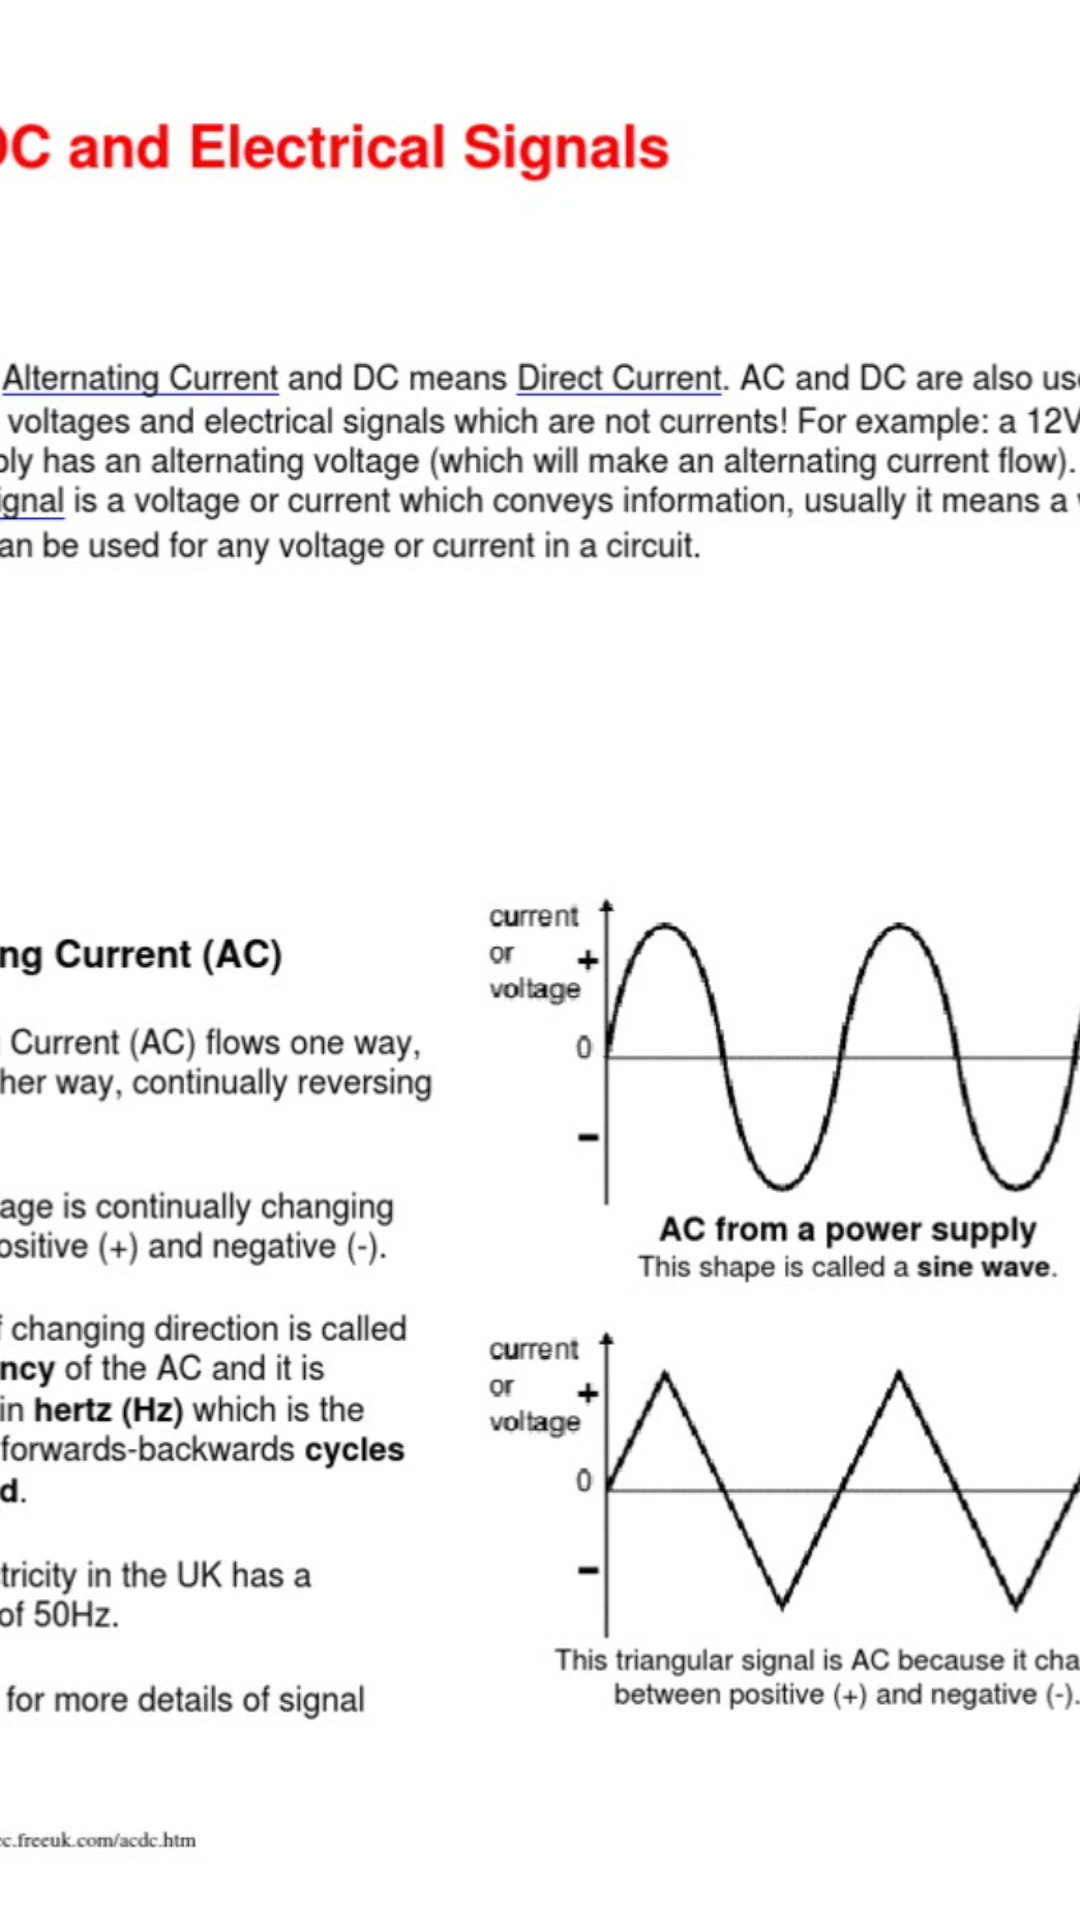 C and Electrical Signals
Alternating Current and DC means Direct Current. AC and DC are also
voltages and electrical signals which are not currents! For example: a 12V
has an alternating voltage (which will make an alternating current flow).
is a voltage or current which conveys information, usually it means a
be used for any voltage or current in a circuit.
ng Current (AC)
Current (AC) flows one way,
her way, continually reversing
age is continually changing
ositive (+) and negative (-).
changing direction is called
ncy of the AC and it is
in hertz (Hz) which is the
forwards-backwards cycles
d.
tricity in the UK has a
of 50Hz.
for more details of signal
current
or +
voltage
0
−
AC from a power supply
This shape is called a sine wave.
current
or +
voltage
0
−
This triangular signal is AC because it cha
between positive (+) and negative (-).
c.freeuk.com/acdc.htm